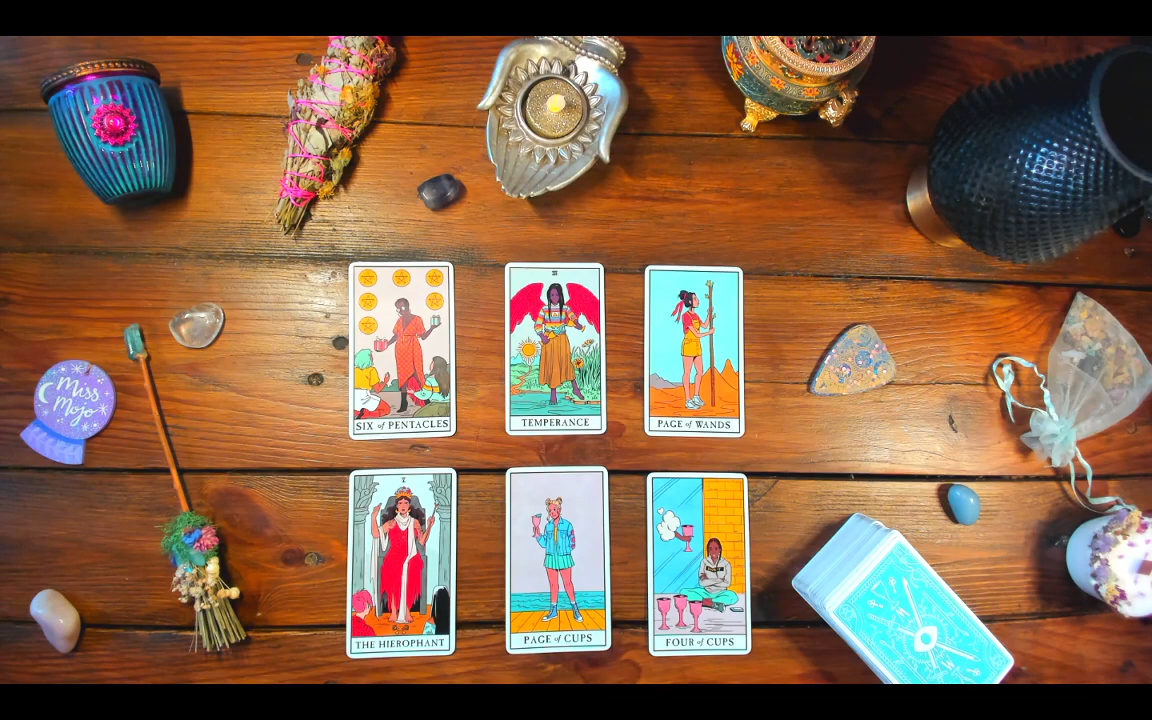 Miss
Mojo
SIX of PENTACLES
TEMPERANCE
PAGE of WANDS
V
THE HIEROPHANT
PAGE of CUPS
FOUR of CUPS